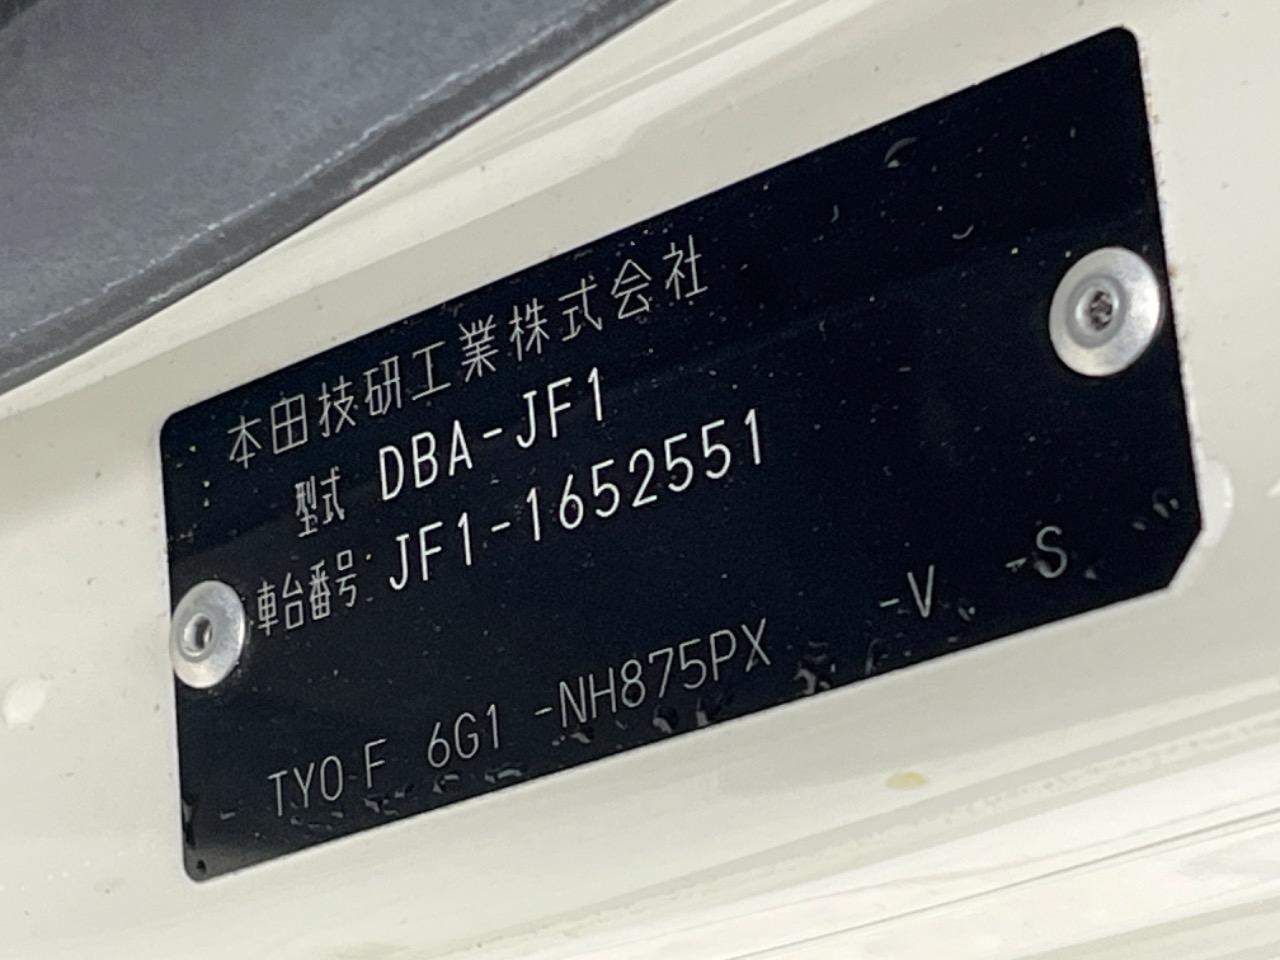 本田技研工業株式会社
型式 DBA-JF1
車台番号 JF1-1652551
TY0 F 6G1 -NH875PX -V -S